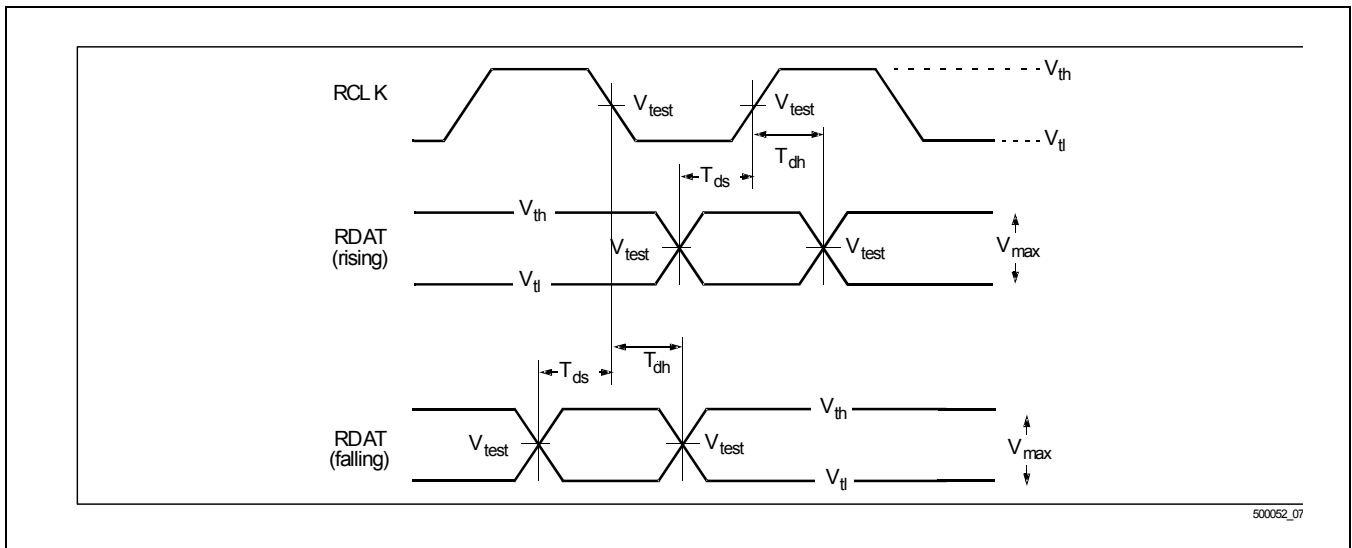 RCLK
V_th
V_test
V_test
V_tl
T_dh
T_ds
RDAT
(rising)
V_th
V_test
V_test
V_max
V_tl
T_ds
T_dh
RDAT
(falling)
V_th
V_test
V_test
V_max
V_tl
500052_07